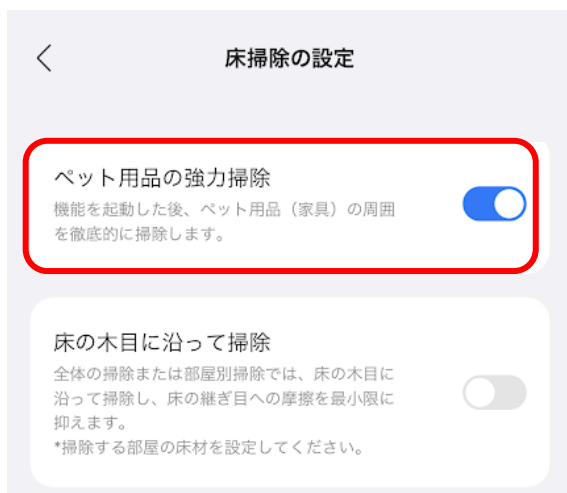 床掃除の設定
ペット用品の強力掃除
機能を起動した後、ペット用品（家具）の周囲
を徹底的に掃除します。
床の木目に沿って掃除
全体の掃除または部屋別掃除では、床の木目に
沿って掃除し、床の継ぎ目への摩擦を最小限に
抑えます。
*掃除する部屋の床材を設定してください。